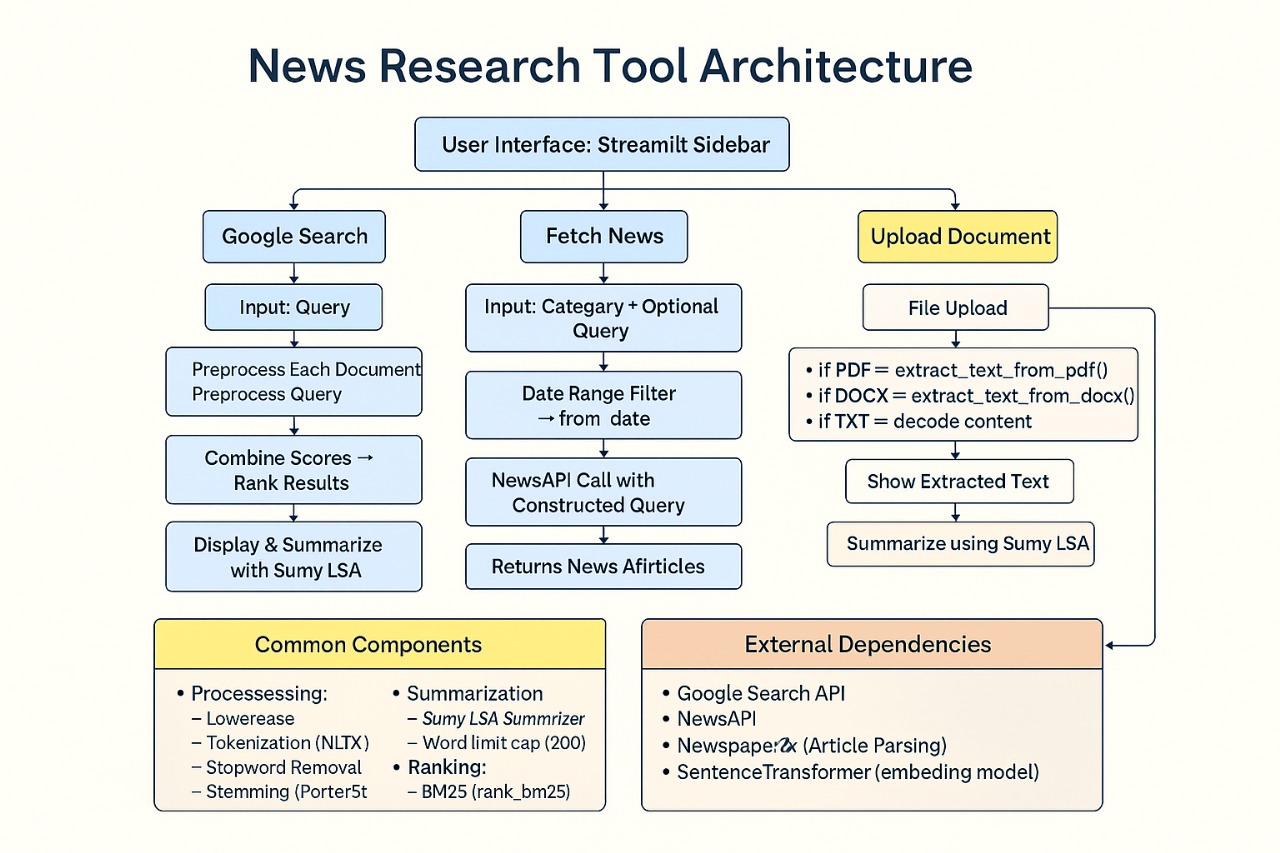 News Research Tool Architecture
User Interface: Streamilt Sidebar
Google Search
Input: Query
Preprocess Each Document
Preprocess Query
Combine Scores →
Rank Results
Display & Summarize
with Sumy LSA
Fetch News
Input: Categary + Optional
Query
Date Range Filter
→ from date
NewsAPI Call with
Constructed Query
Returns News Afirticles
Upload Document
File Upload
• if PDF = extract_text_from_pdf()
• if DOCX = extract_text_from_docx()
• if TXT = decode content
Show Extracted Text
Summarize using Sumy LSA
Common Components
• Processessing:
– Lowerease
– Tokenization (NLTX)
– Stopword Removal
– Stemming (Porter5t
• Summarization
– Sumy LSA Summrizer
– Word limit cap (200)
• Ranking:
– BM25 (rank_bm25)
External Dependencies
• Google Search API
• NewsAPI
• (Article Parsing)
• SentenceTransformer (embeding model)